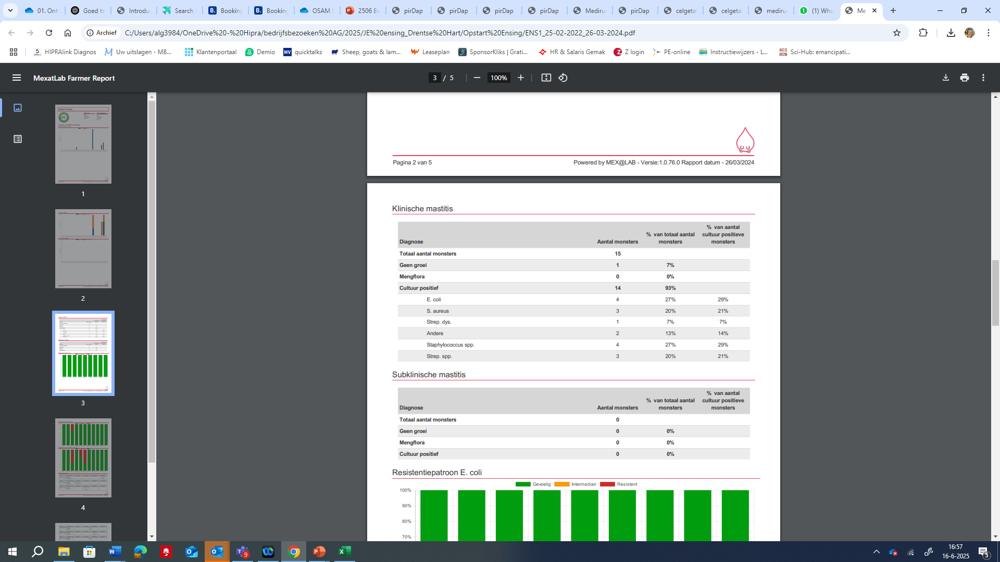 01. Ont
Goed ta
Introdu
Search
Booking
Booking
OSAM
2506 Ev
pirDap
pirDap
pirDap
pirDap
Mediru
pirDap
celgeta
celgeta
mediru
(1) Wha
Me
Archief
C:/Users/alg3984/OneDrive%20-%20Hipra/bedrijfsbezoeken%20AG/2025/JE%20ensing_Drentse%20Hart/Opstart%20Ensing/ENS1_25-02-2022_26-03-2024.pdf
HIPRAlink Diagnos
Uw uitslagen - MB...
Klantenportaal
Demio
MV quicktalks
Sheep, goats & lam...
Leaseplan
SponsorKliks | Grati...
HR & Salaris Gemak
Z login
PE-online
Instructiewijzers - L...
SCI HUB Sci-Hub: emancipati...
MexatLab Farmer Report
3 / 5
100%
1
2
3
4
Pagina 2 van 5
Powered by MEX@LAB - Versie:1.0.76.0 Rapport datum - 26/03/2024
Klinische mastitis
Diagnose Aantal monsters % van totaal aantal monsters % van aantal cultuur positieve monsters
Totaal aantal monsters 15
Geen groei 1 7%
Mengflora 0 0%
Cultuur positief 14 93%
E. coli 4 27% 29%
S. aureus 3 20% 21%
Strep. dys. 1 7% 7%
Andere 2 13% 14%
Staphylococcus spp. 4 27% 29%
Strep. spp. 3 20% 21%
Subklinische mastitis
Diagnose Aantal monsters % van totaal aantal monsters % van aantal cultuur positieve monsters
Totaal aantal monsters 0
Geen groei 0 0%
Mengflora 0 0%
Cultuur positief 0 0%
Resistentiepatroon E. coli
Gevoelig Intermediair Resistent
100%
90%
80%
70%
9
16:57
16-6-2025
5